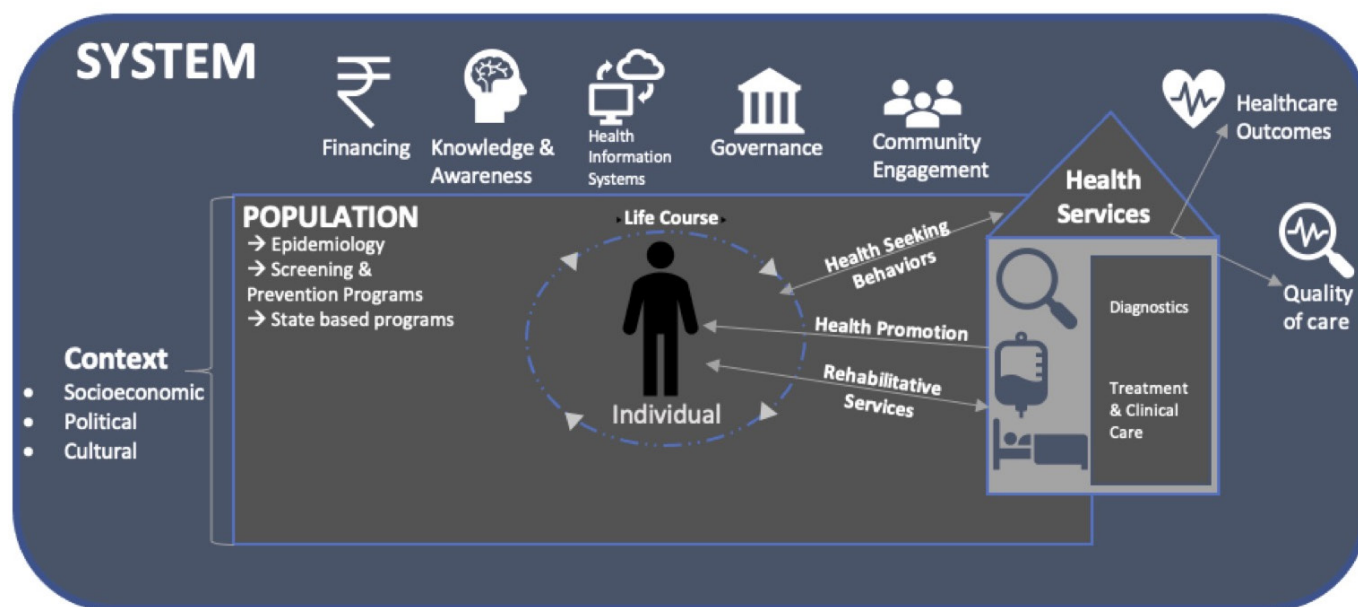 SYSTEM
Financing
Knowledge &
Awareness
Health
Information
Systems
Governance
Community
Engagement
Healthcare
Outcomes
Quality
of care
Health
Services
Diagnostics
Treatment
& Clinical
Care
POPULATION
→ Epidemiology
→ Screening &
Prevention Programs
→ State based programs
Life Course
Individual
Health Seeking
Behaviors
Health Promotion
Rehabilitative
Services
Context
• Socioeconomic
• Political
• Cultural